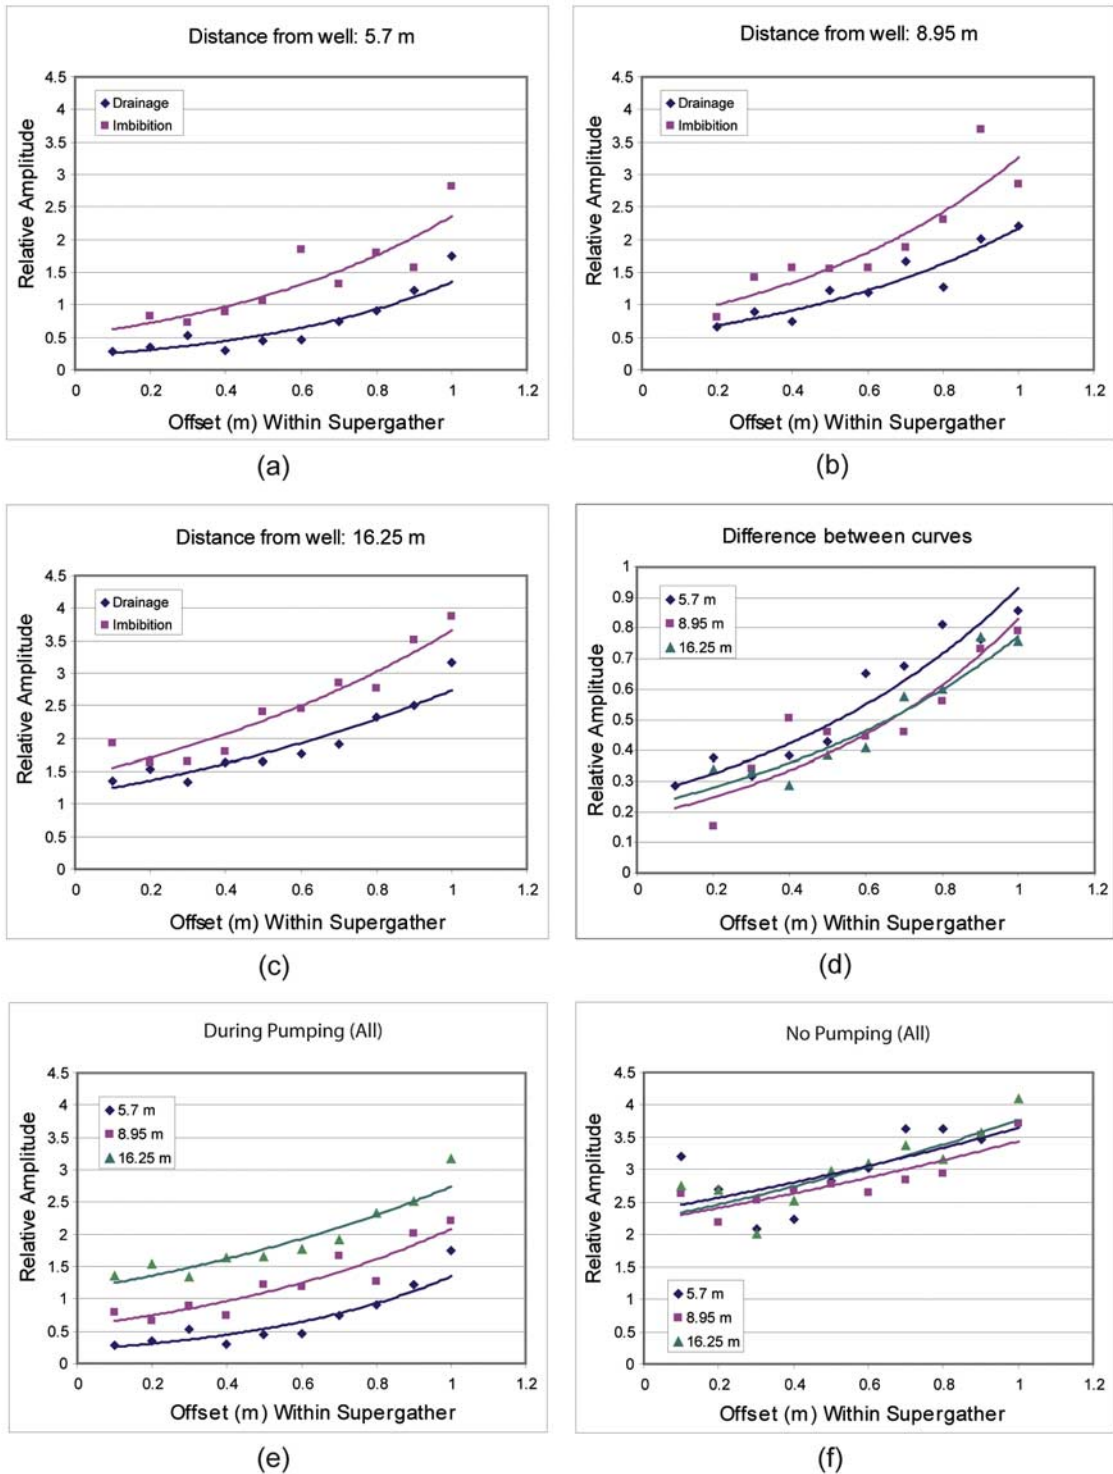 Distance from well: 5.7 m
Relative Amplitude
4.5
4
3.5
3
2.5
2
1.5
1
0.5
0
Drainage
Imbibition
0 0.2 0.4 0.6 0.8 1 1.2
Offset (m) Within Supergather
(a)
Distance from well: 8.95 m
Relative Amplitude
4.5
4
3.5
3
2.5
2
1.5
1
0.5
0
Drainage
Imbibition
0 0.2 0.4 0.6 0.8 1 1.2
Offset (m) Within Supergather
(b)
Distance from well: 16.25 m
Relative Amplitude
4.5
4
3.5
3
2.5
2
1.5
1
0.5
0
Drainage
Imbibition
0 0.2 0.4 0.6 0.8 1 1.2
Offset (m) Within Supergather
(c)
Difference between curves
Relative Amplitude
1
0.9
0.8
0.7
0.6
0.5
0.4
0.3
0.2
0.1
0
5.7 m
8.95 m
16.25 m
0 0.2 0.4 0.6 0.8 1 1.2
Offset (m) Within Supergather
(d)
During Pumping (All)
Relative Amplitude
4.5
4
3.5
3
2.5
2
1.5
1
0.5
0
5.7 m
8.95 m
16.25 m
0 0.2 0.4 0.6 0.8 1 1.2
Offset (m) Within Supergather
(e)
No Pumping (All)
Relative Amplitude
4.5
4
3.5
3
2.5
2
1.5
1
0.5
0
5.7 m
8.95 m
16.25 m
0 0.2 0.4 0.6 0.8 1 1.2
Offset (m) Within Supergather
(f)